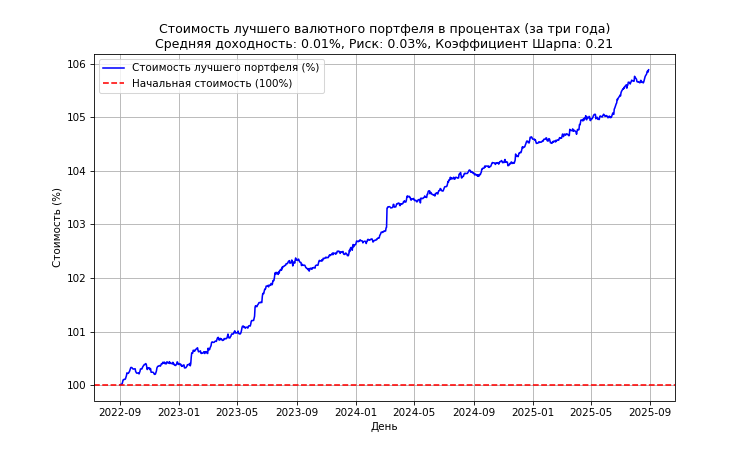 Стоимость лучшего валютного портфеля в процентах (за три года)
Средняя доходность: 0.01%, Риск: 0.03%, Коэффициент Шарпа: 0.21
Стоимость лучшего портфеля (%)
Начальная стоимость (100%)
Стоимость (%)
106
105
104
103
102
101
100
2022-09 2023-01 2023-05 2023-09 2024-01 2024-05 2024-09 2025-01 2025-05 2025-09
День